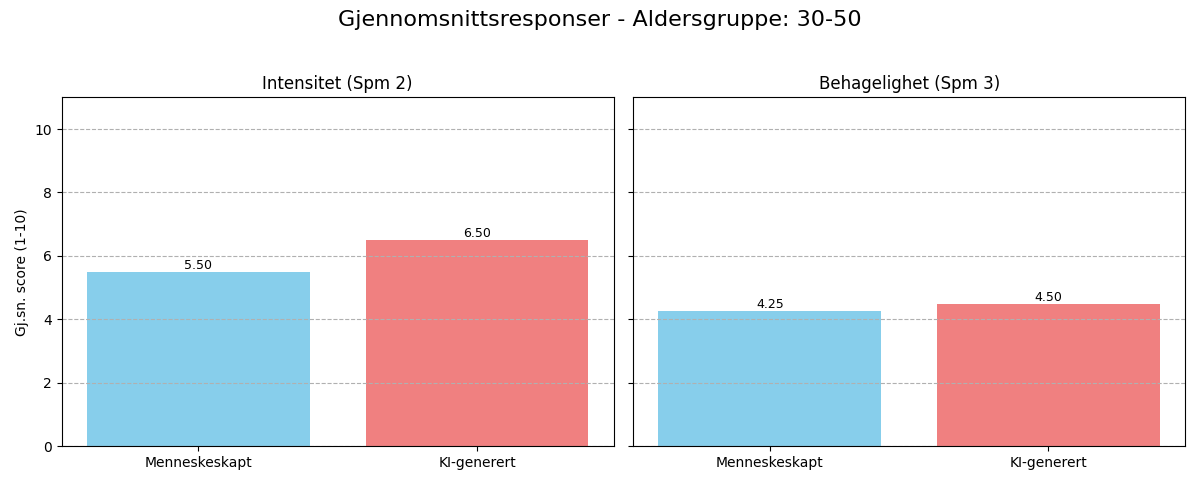 Gjennomsnittsresponser - Aldersgruppe: 30-50
Intensitet (Spm 2)
Gj.sn. score (1-10)
10
8
6
4
2
0
5.50
6.50
Menneskeskapt
KI-generert
Behagelighet (Spm 3)
4.25
4.50
Menneskeskapt
KI-generert